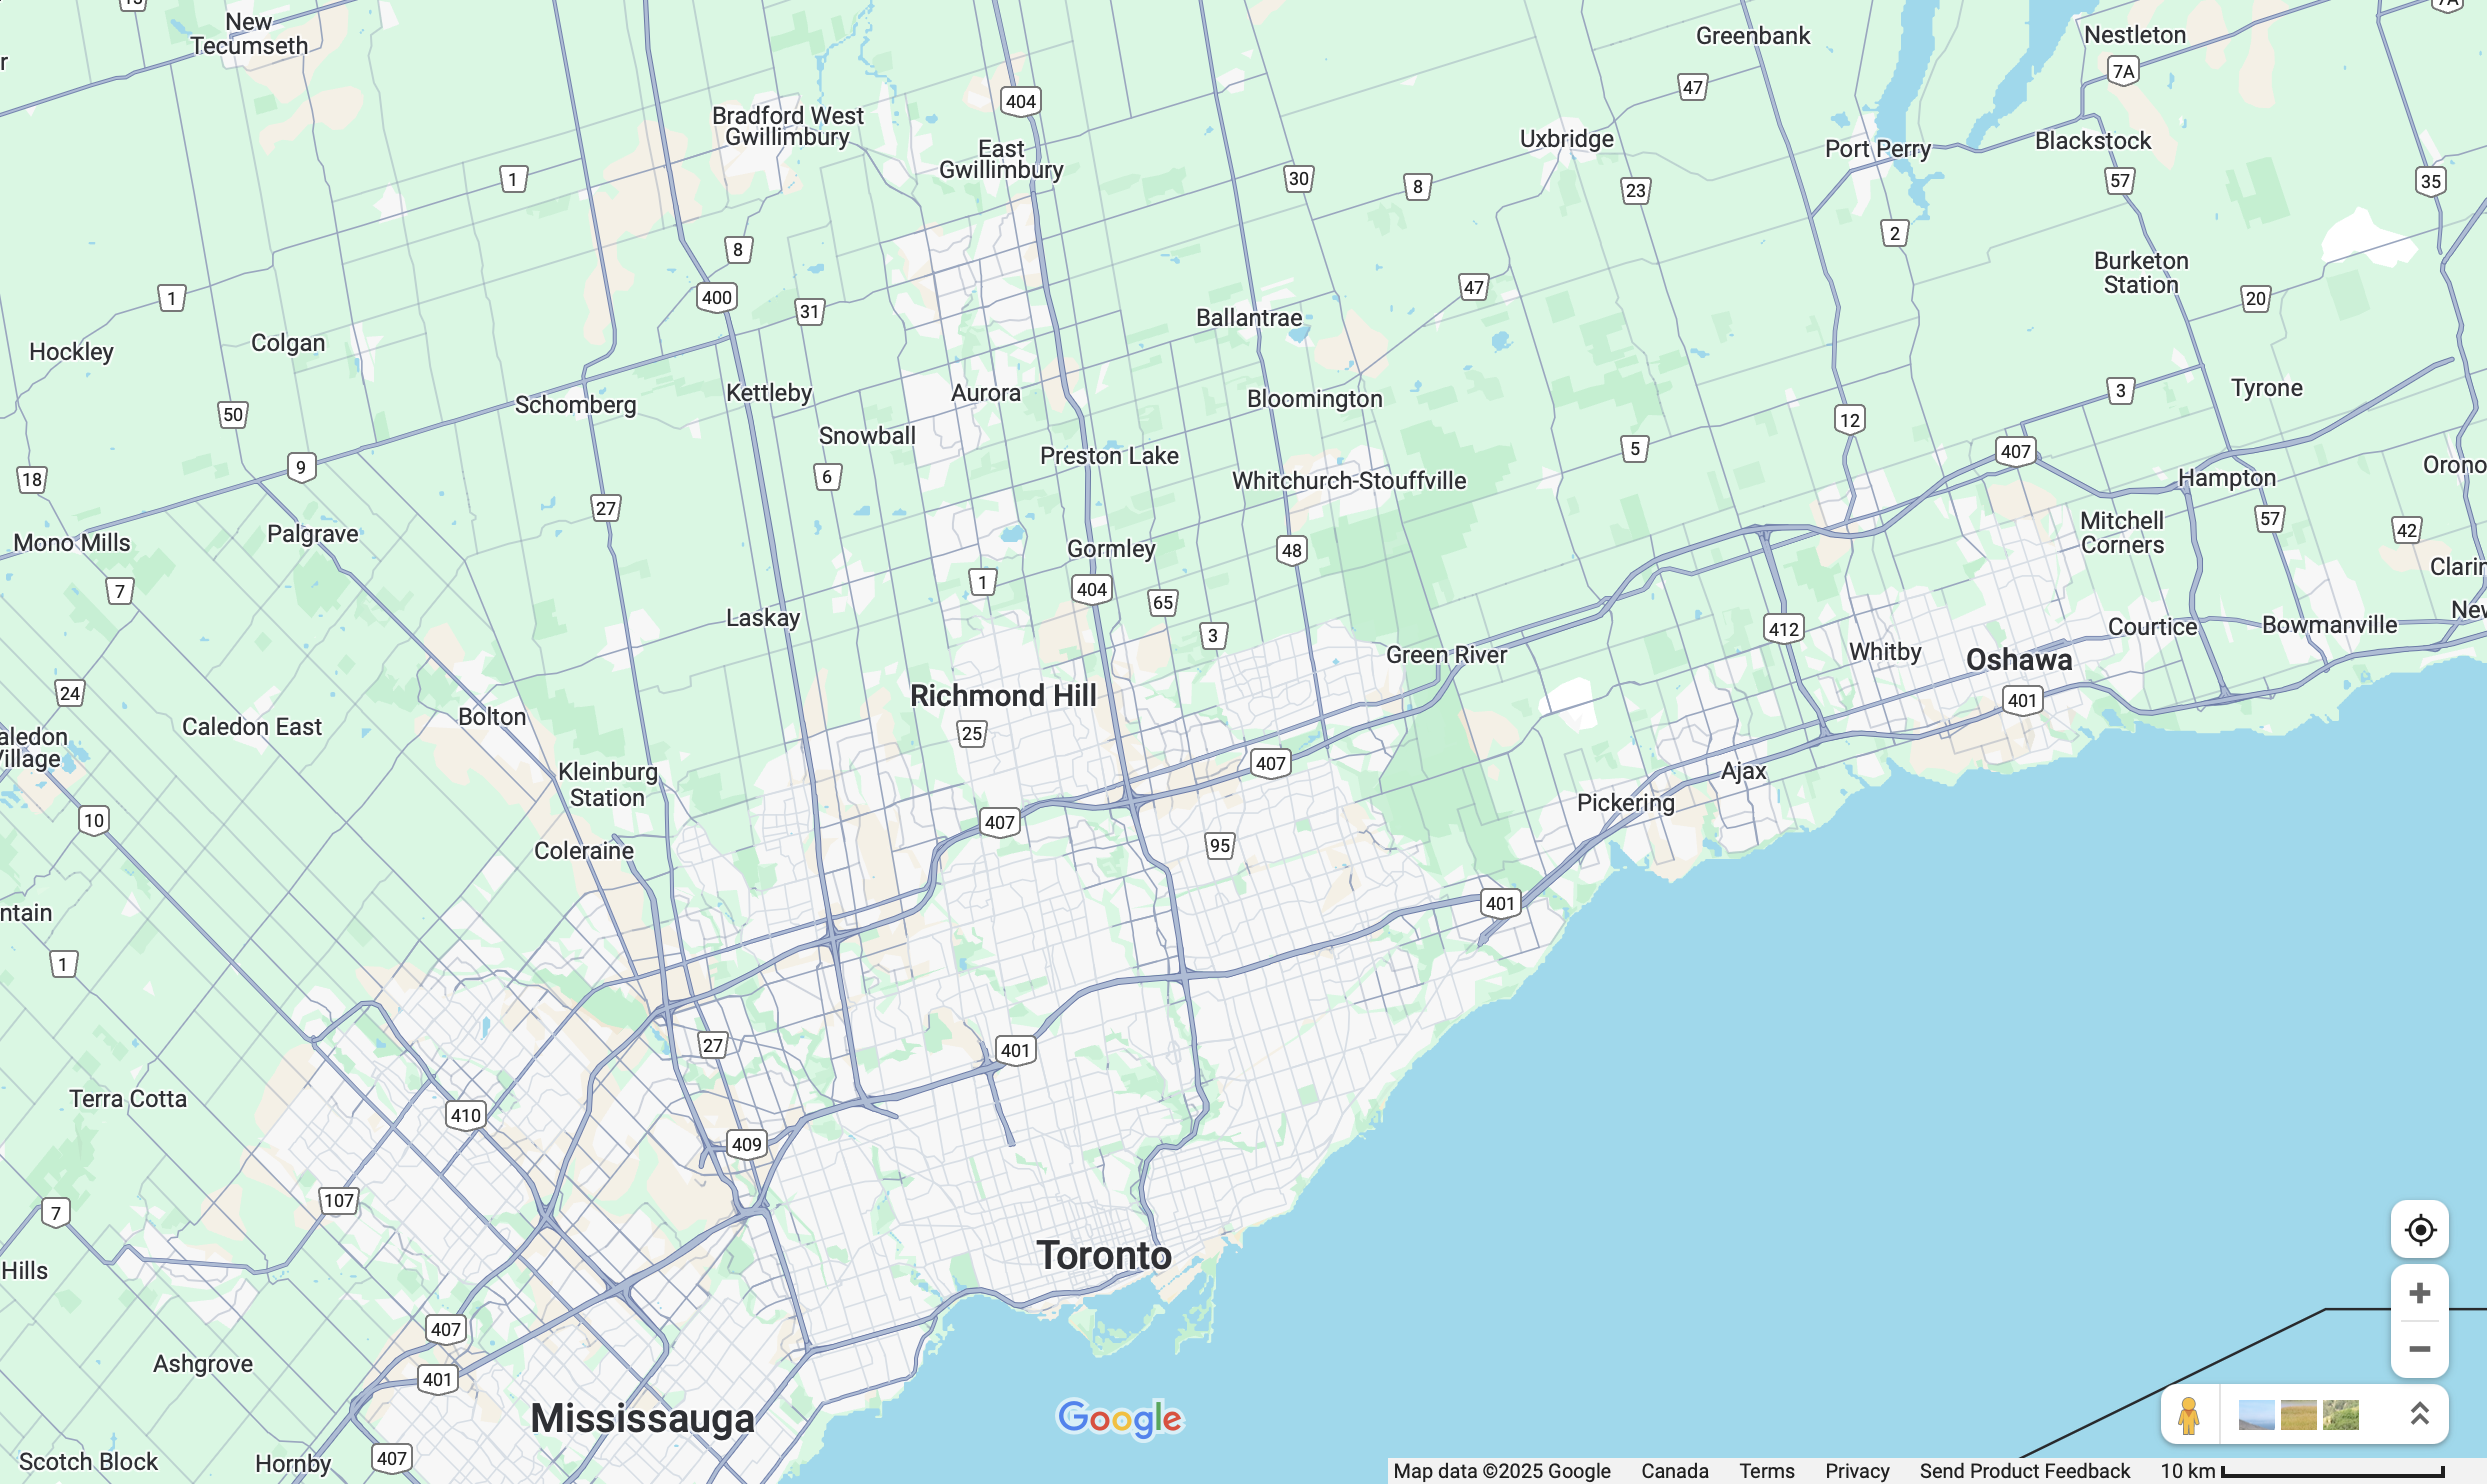 13
New
Tecumseth
r
Greenbank
Nestleton
7A
7A
47
404
Bradford West
Gwillimbury
East
Gwillimbury
Uxbridge
Port Perry
Blackstock
1
30
8
23
57
35
8
2
1
400
31
47
Burketon
Station
20
Hockley
Colgan
Ballantrae
50
Schomberg
Kettleby
Aurora
Bloomington
3
Tyrone
12
Snowball
9
18
6
Preston Lake
Whitchurch-Stouffville
5
407
Hampton
Orono
27
Mono Mills
Palgrave
Gormley
48
Mitchell
Corners
57
42
7
1
404
65
Clarin
Laskay
3
412
Courtice
Bowmanville
New
Green River
Whitby
Oshawa
24
Caledon East
Bolton
Richmond Hill
25
401
aledon
Village
Kleinburg
Station
407
Ajax
10
407
Pickering
Coleraine
95
ntain
401
1
27
401
Terra Cotta
410
409
7
107
Hills
Toronto
407
Ashgrove
401
Mississauga
Google
Scotch Block
Hornby
407
Map data ©2025 Google Canada Terms Privacy Send Product Feedback 10 km